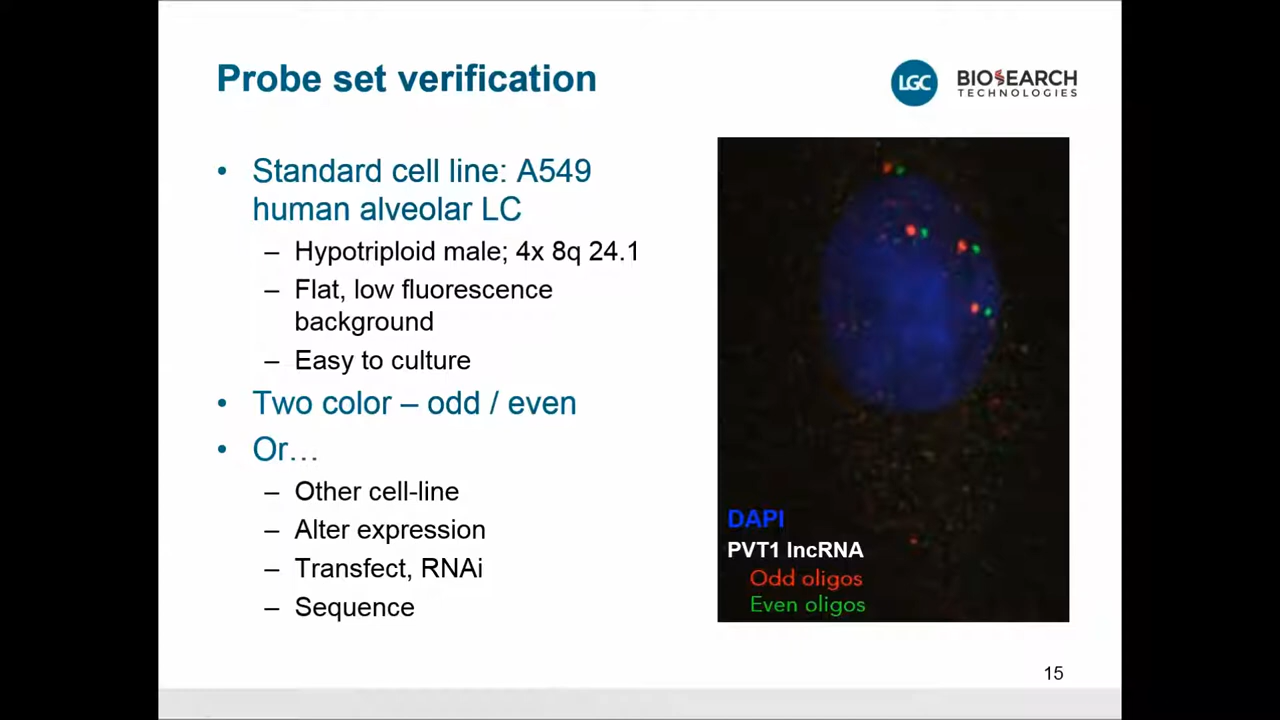 Probe set verification
LGC BIOSEARCH
TECHNOLOGIES
• Standard cell line: A549
human alveolar LC
– Hypotriploid male; 4x 8q 24.1
– Flat, low fluorescence
background
– Easy to culture
• Two color – odd / even
• Or…
– Other cell-line
– Alter expression
– Transfect, RNAi
– Sequence
DAPI
PVT1 lncRNA
Odd oligos
Even oligos
15